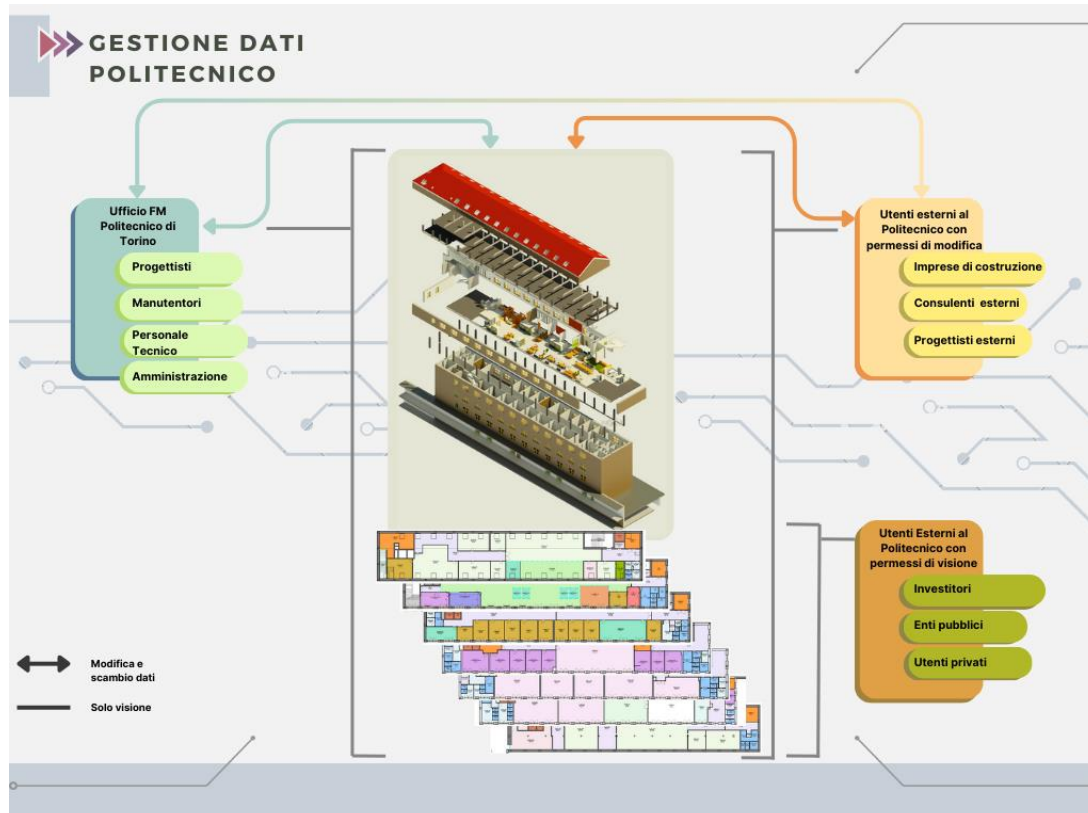 GESTIONE DATI
POLITECNICO
Ufficio FM
Politecnico di
Torino
Progettisti
Manutentori
Personale
Tecnico
Amministrazione
Utenti esterni al
Politecnico con
permessi di modifica
Imprese di costruzione
Consulenti esterni
Progettisti esterni
Utenti Esterni al
Politecnico con
permessi di visione
Investitori
Enti pubblici
Utenti privati
Modifica e
scambio dati
Solo visione